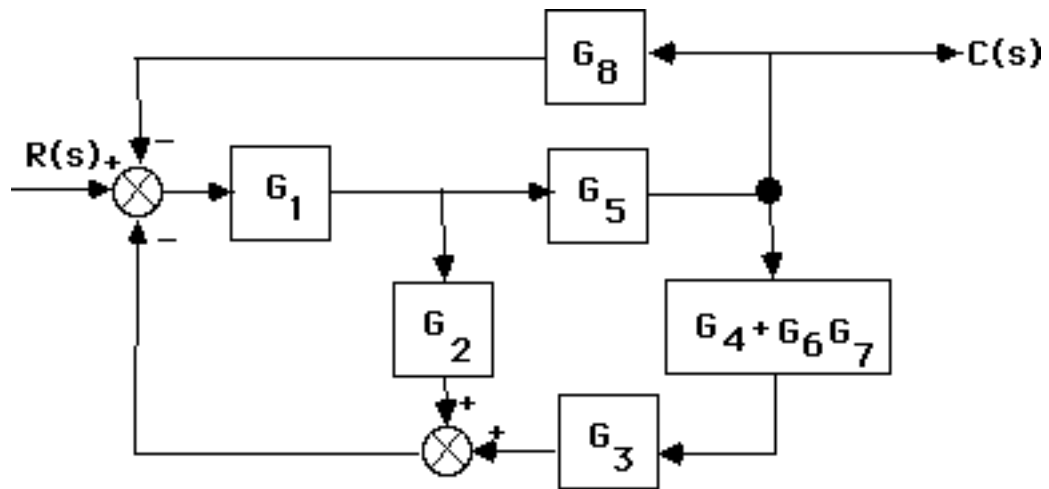 G8
C(s)
R(s) +
−
−
G1
G5
G2
G4 + G6G7
+
+
G3